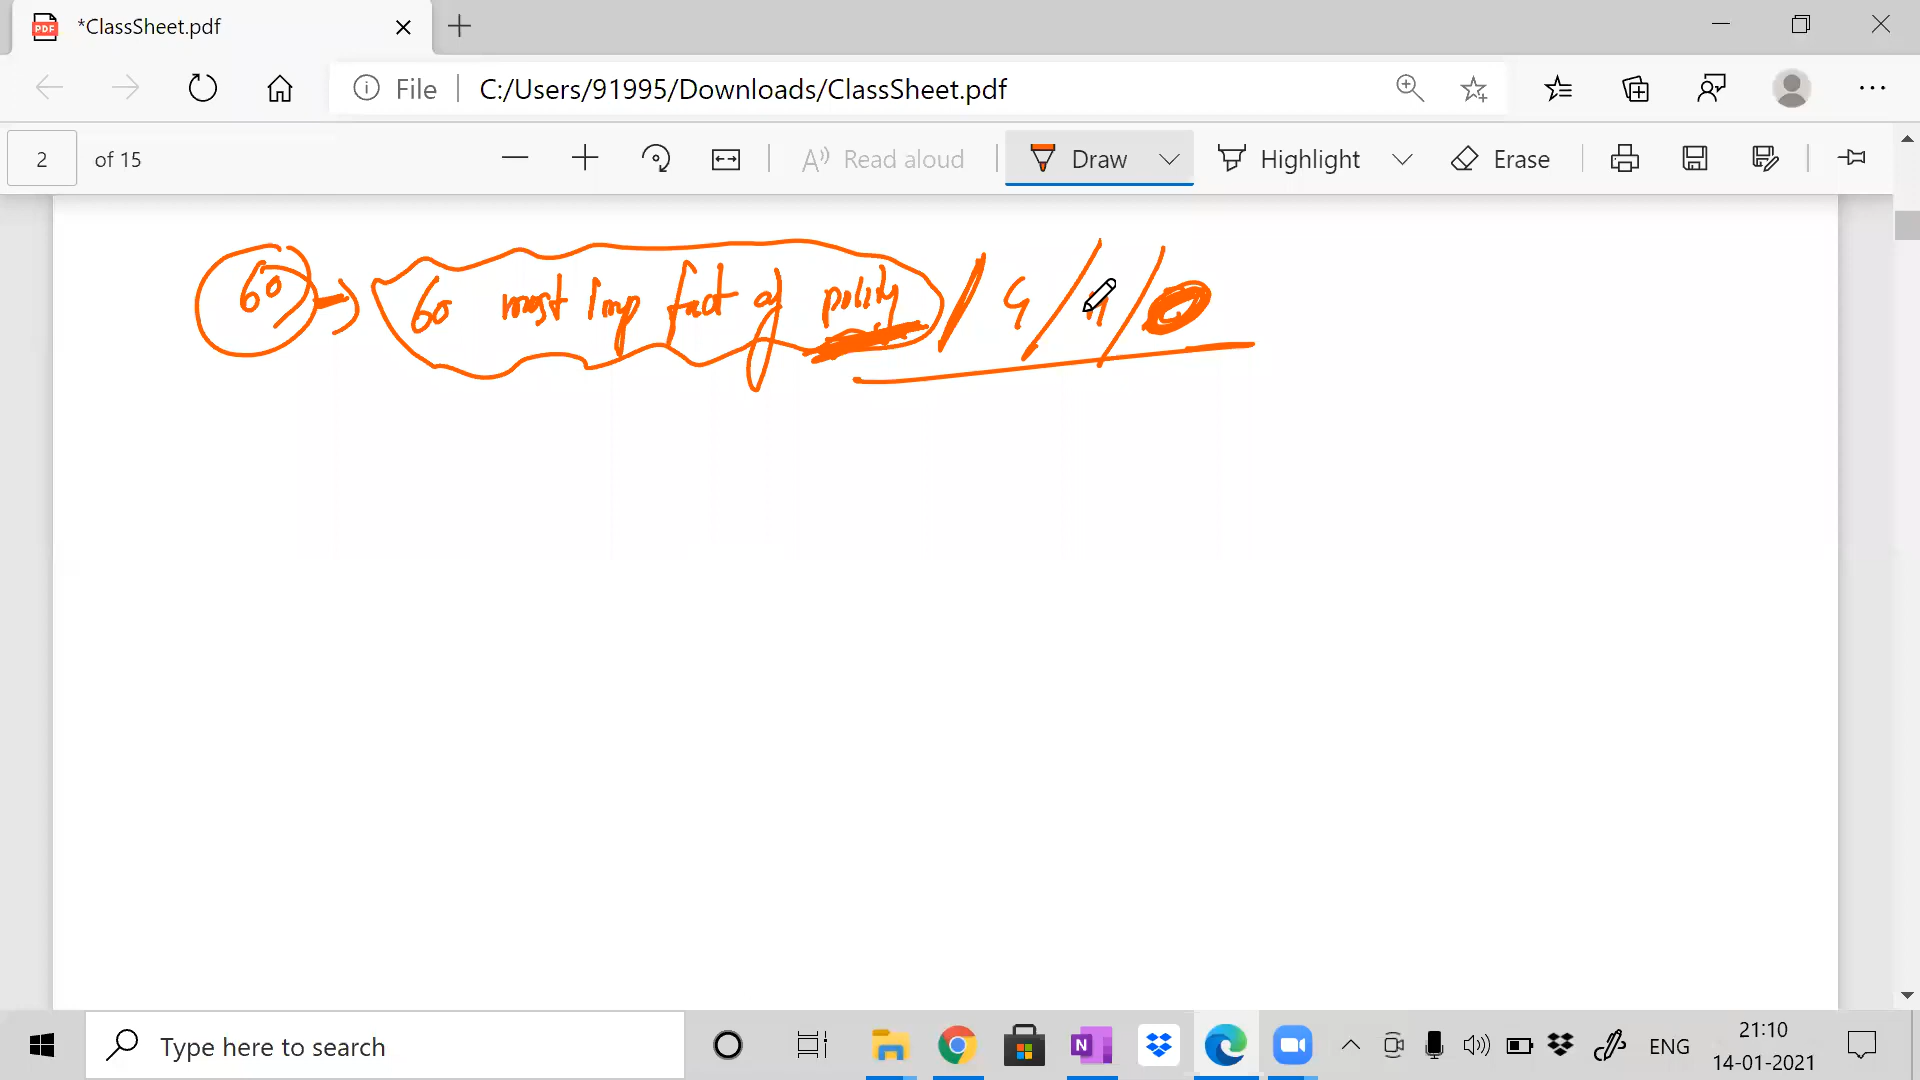 *ClassSheet.pdf
File C:/Users/91995/Downloads/ClassSheet.pdf
2 of 15 Read aloud Draw Highlight Erase
60 → 60 most Imp fact of polity / G / H /
Type here to search
ENG
21:10
14-01-2021